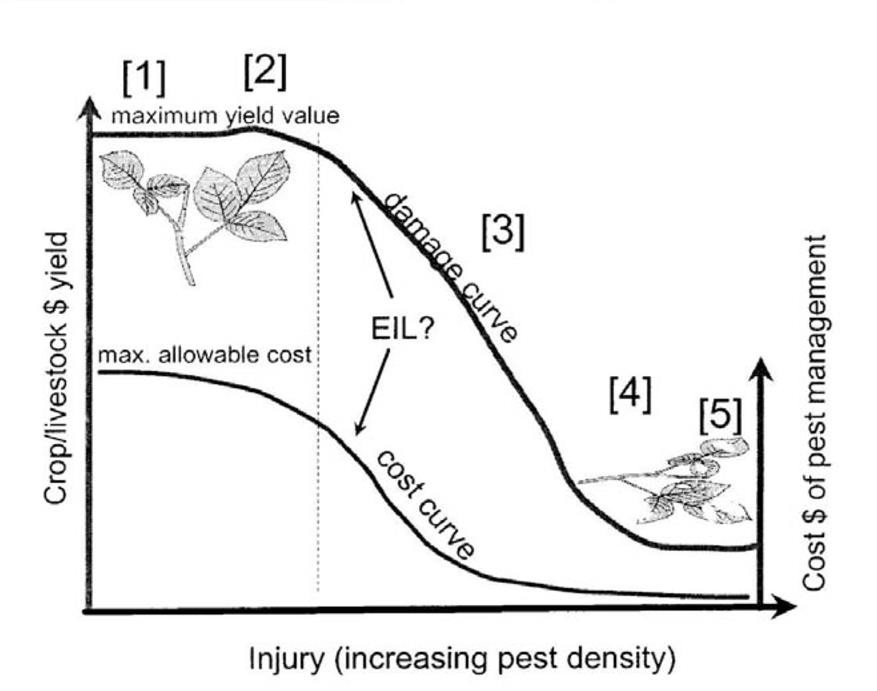 [1]
[2]
maximum yield value
damage curve
[3]
EIL?
max. allowable cost
[4]
[5]
cost curve
Crop/livestock $ yield
Cost $ of pest management
Injury (increasing pest density)